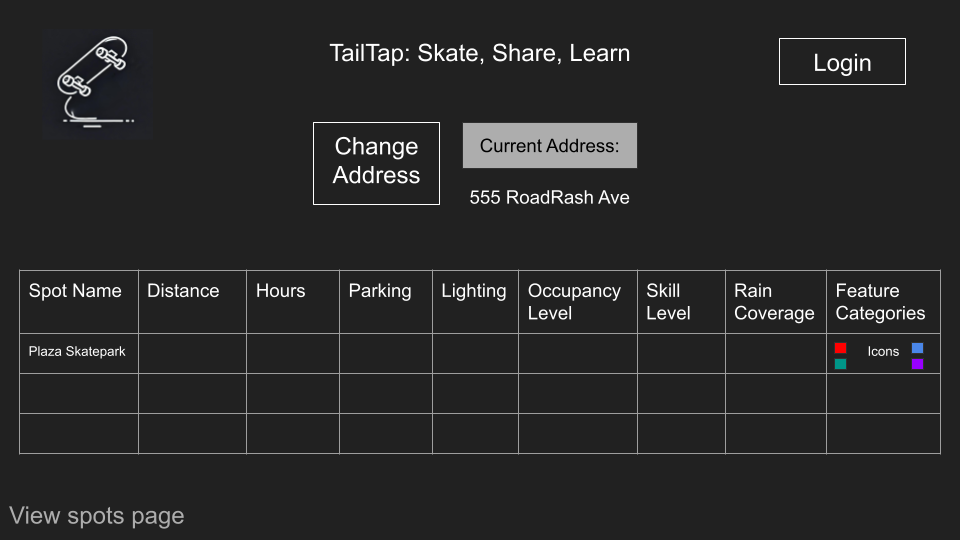 TailTap: Skate, Share, Learn
Login
Change
Address
Current Address:
555 RoadRash Ave
Spot Name
Distance
Hours
Parking
Lighting
Occupancy
Level
Skill
Level
Rain
Coverage
Feature
Categories
Plaza Skatepark
Icons
View spots page